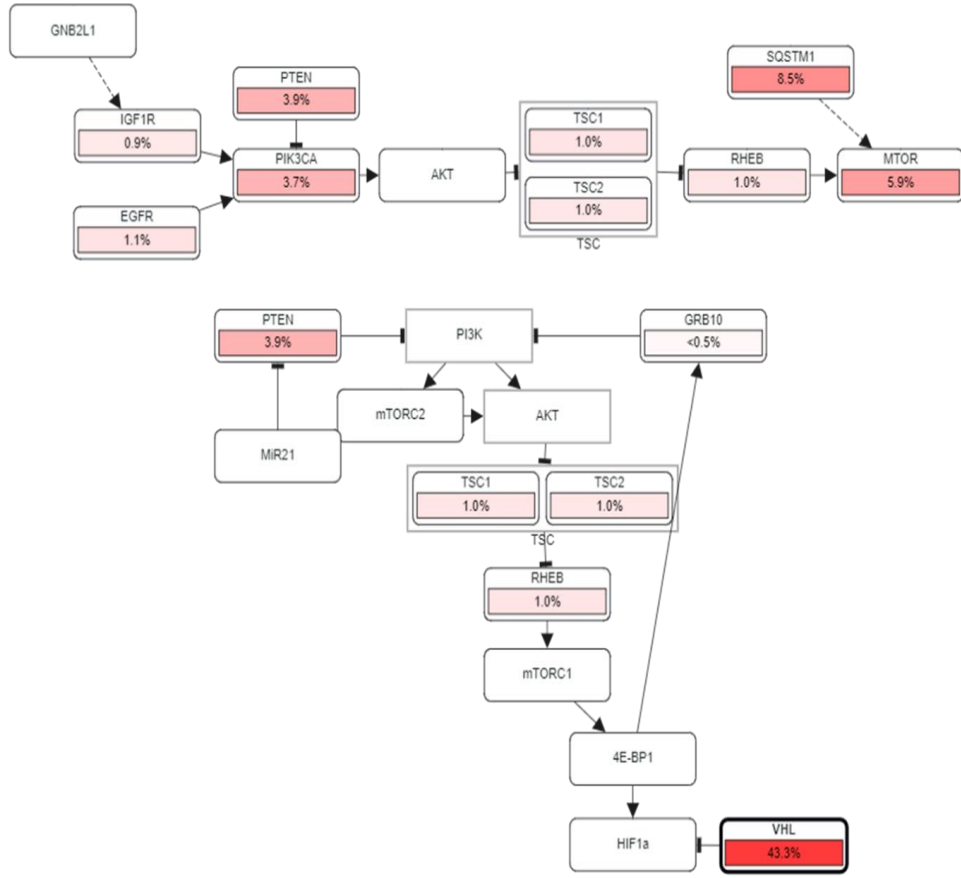 GNB2L1
SQSTM1
8.5%
PTEN
3.9%
IGF1R
0.9%
TSC1
1.0%
PIK3CA
3.7%
AKT
RHEB
1.0%
MTOR
5.9%
TSC2
1.0%
EGFR
1.1%
TSC
PTEN
3.9%
PI3K
GRB10
<0.5%
mTORC2
AKT
MiR21
TSC1
1.0%
TSC2
1.0%
TSC
RHEB
1.0%
mTORC1
4E-BP1
HIF1a
VHL
43.3%